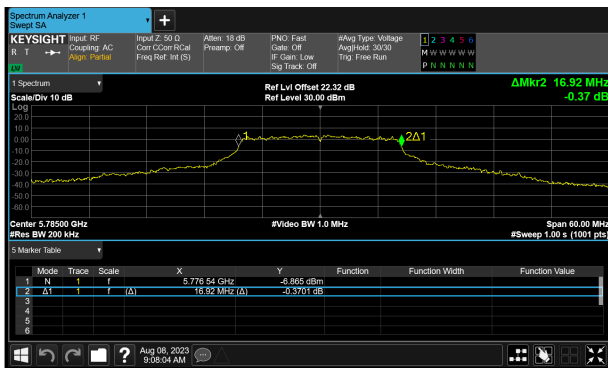 Spectrum Analyzer 1
Swept SA
+
KEYSIGHT Input: RF Input Z: 50 Ω Atten: 18 dB PNO: Fast #Avg Type: Voltage 1 2 3 4 5 6
R T Coupling: AC Corr CCorr RCal Preamp: Off Gate: Off Avg|Hold: 30/30 M W W W W W
Align: Partial Freq Ref: Int (S) IF Gain: Low Trig: Free Run
Sig Track: Off P N N N N N
LXI
1 Spectrum Ref Lvl Offset 22.32 dB ΔMkr2 16.92 MHz
Scale/Div 10 dB Ref Level 30.00 dBm -0.37 dB
Log
20.0
10.0
0.00 1 2Δ1
-10.0
-20.0
-30.0
-40.0
-50.0
-60.0
Center 5.78500 GHz #Video BW 1.0 MHz Span 60.00 MHz
#Res BW 200 kHz #Sweep 1.00 s (1001 pts)
5 Marker Table
Mode Trace Scale X Y Function Function Width Function Value
1 N 1 f 5.776 54 GHz -6.865 dBm
2 Δ1 1 f (Δ) 16.92 MHz (Δ) -0.3701 dB
3
4
5
6
? Aug 08, 2023
9:08:04 AM